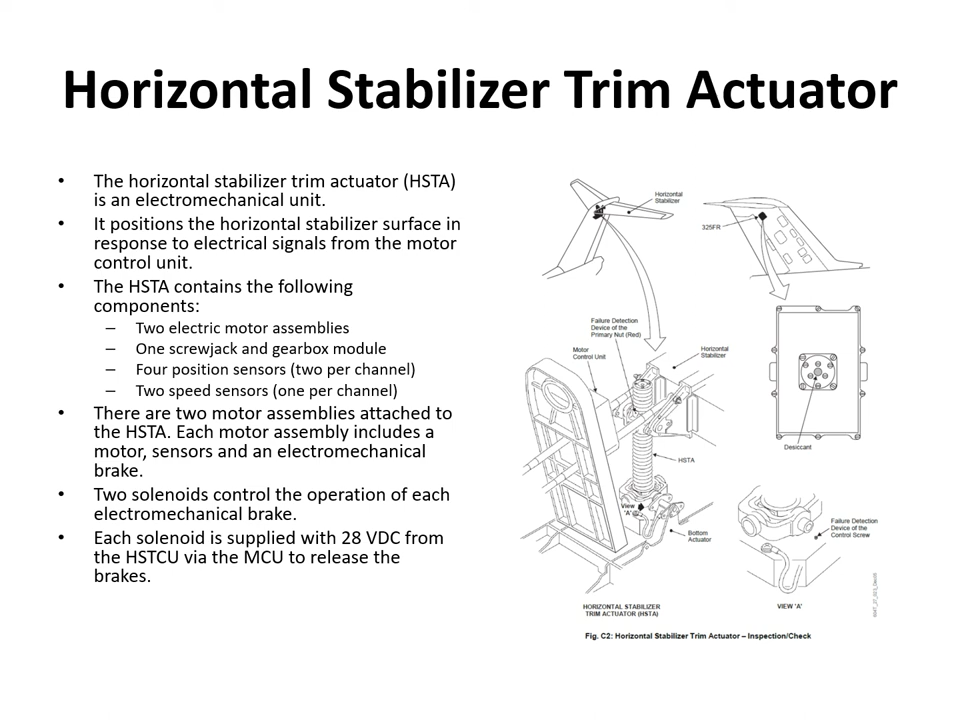 Horizontal Stabilizer Trim Actuator
• The horizontal stabilizer trim actuator (HSTA)
is an electromechanical unit.
• It positions the horizontal stabilizer surface in
response to electrical signals from the motor
control unit.
• The HSTA contains the following
components:
– Two electric motor assemblies
– One screwjack and gearbox module
– Four position sensors (two per channel)
– Two speed sensors (one per channel)
• There are two motor assemblies attached to
the HSTA. Each motor assembly includes a
motor, sensors and an electromechanical
brake.
• Two solenoids control the operation of each
electromechanical brake.
• Each solenoid is supplied with 28 VDC from
the HSTCU via the MCU to release the
brakes.
Horizontal
Stabilizer
325FR
Failure Detection
Device of the
Primary Nut (Red)
Motor
Control Unit
Horizontal
Stabilizer
Desiccant
HSTA
View
'A'
Bottom
Actuator
Failure Detection
Device of the
Control Screw
HORIZONTAL STABILIZER
TRIM ACTUATOR (HSTA)
VIEW 'A'
Fig. C2: Horizontal Stabilizer Trim Actuator – Inspection/Check